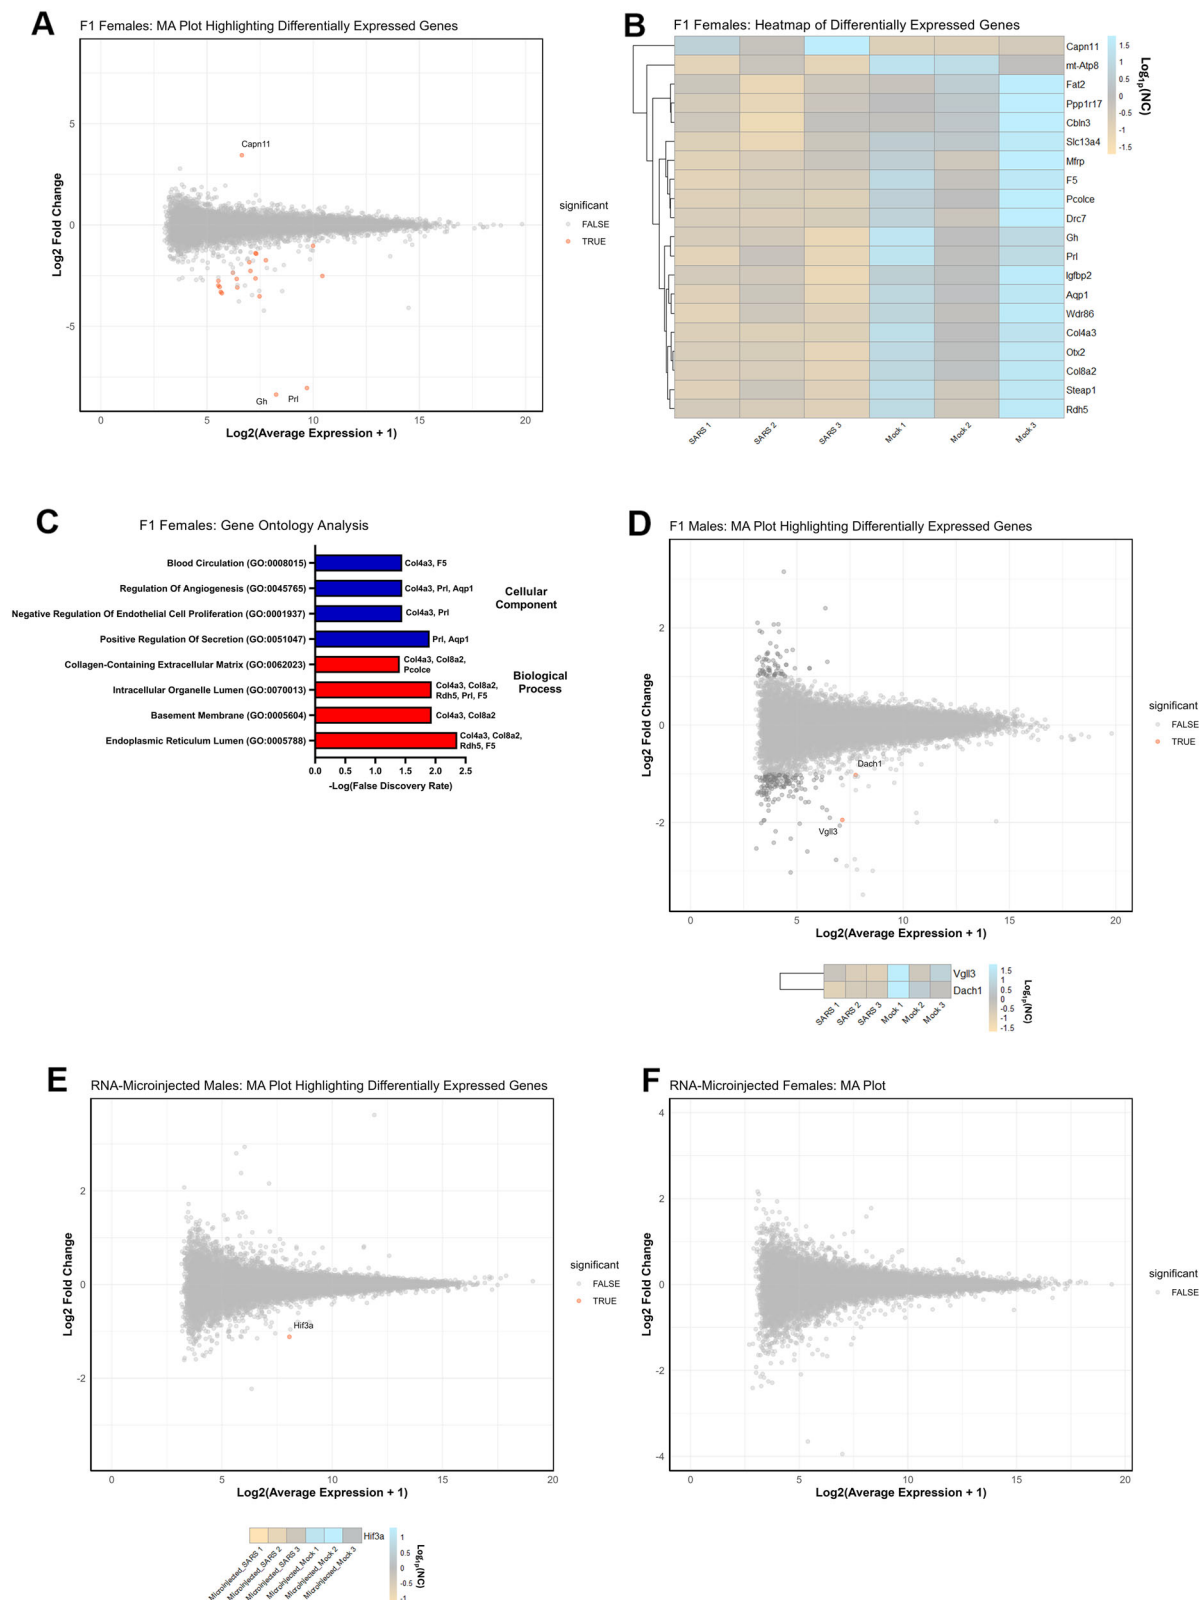 A
F1 Females: MA Plot Highlighting Differentially Expressed Genes
Log2 Fold Change
5
0
-5
Capn11
Gh
Prl
0
5
10
15
20
Log2(Average Expression + 1)
significant
FALSE
TRUE
B
F1 Females: Heatmap of Differentially Expressed Genes
Capn11
mt-Atp8
Fat2
Ppp1r17
Cbln3
Slc13a4
Mfrp
F5
Pcolce
Drc7
Gh
Prl
Igfbp2
Aqp1
Wdr86
Col4a3
Otx2
Col8a2
Steap1
Rdh5
SARS 1
SARS 2
SARS 3
Mock 1
Mock 2
Mock 3
1.5
1
0.5
0
-0.5
-1
-1.5
Log1p(NC)
C
F1 Females: Gene Ontology Analysis
Blood Circulation (GO:0008015)
Col4a3, F5
Regulation Of Angiogenesis (GO:0045765)
Col4a3, Prl, Aqp1
Negative Regulation Of Endothelial Cell Proliferation (GO:0001937)
Col4a3, Prl
Positive Regulation Of Secretion (GO:0051047)
Prl, Aqp1
Collagen-Containing Extracellular Matrix (GO:0062023)
Col4a3, Col8a2,
Pcolce
Intracellular Organelle Lumen (GO:0070013)
Col4a3, Col8a2,
Rdh5, Prl, F5
Basement Membrane (GO:0005604)
Col4a3, Col8a2
Endoplasmic Reticulum Lumen (GO:0005788)
Col4a3, Col8a2,
Rdh5, F5
Cellular
Component
Biological
Process
0.0
0.5
1.0
1.5
2.0
2.5
-Log(False Discovery Rate)
D
F1 Males: MA Plot Highlighting Differentially Expressed Genes
Log2 Fold Change
2
0
-2
Dach1
Vgll3
0
5
10
15
20
Log2(Average Expression + 1)
significant
FALSE
TRUE
Vgll3
Dach1
SARS 1
SARS 2
SARS 3
Mock 1
Mock 2
Mock 3
1.5
1
0.5
0
-0.5
-1
-1.5
Log1p(NC)
E
RNA-Microinjected Males: MA Plot Highlighting Differentially Expressed Genes
Log2 Fold Change
2
0
-2
Hif3a
0
5
10
15
20
Log2(Average Expression + 1)
significant
FALSE
TRUE
Hif3a
Microinjected_SARS 1
Microinjected_SARS 2
Microinjected_SARS 3
Microinjected_Mock 1
Microinjected_Mock 2
Microinjected_Mock 3
1
0.5
0
-0.5
-1
Log1p(NC)
F
RNA-Microinjected Females: MA Plot
Log2 Fold Change
4
2
0
-2
-4
0
5
10
15
20
Log2(Average Expression + 1)
significant
FALSE